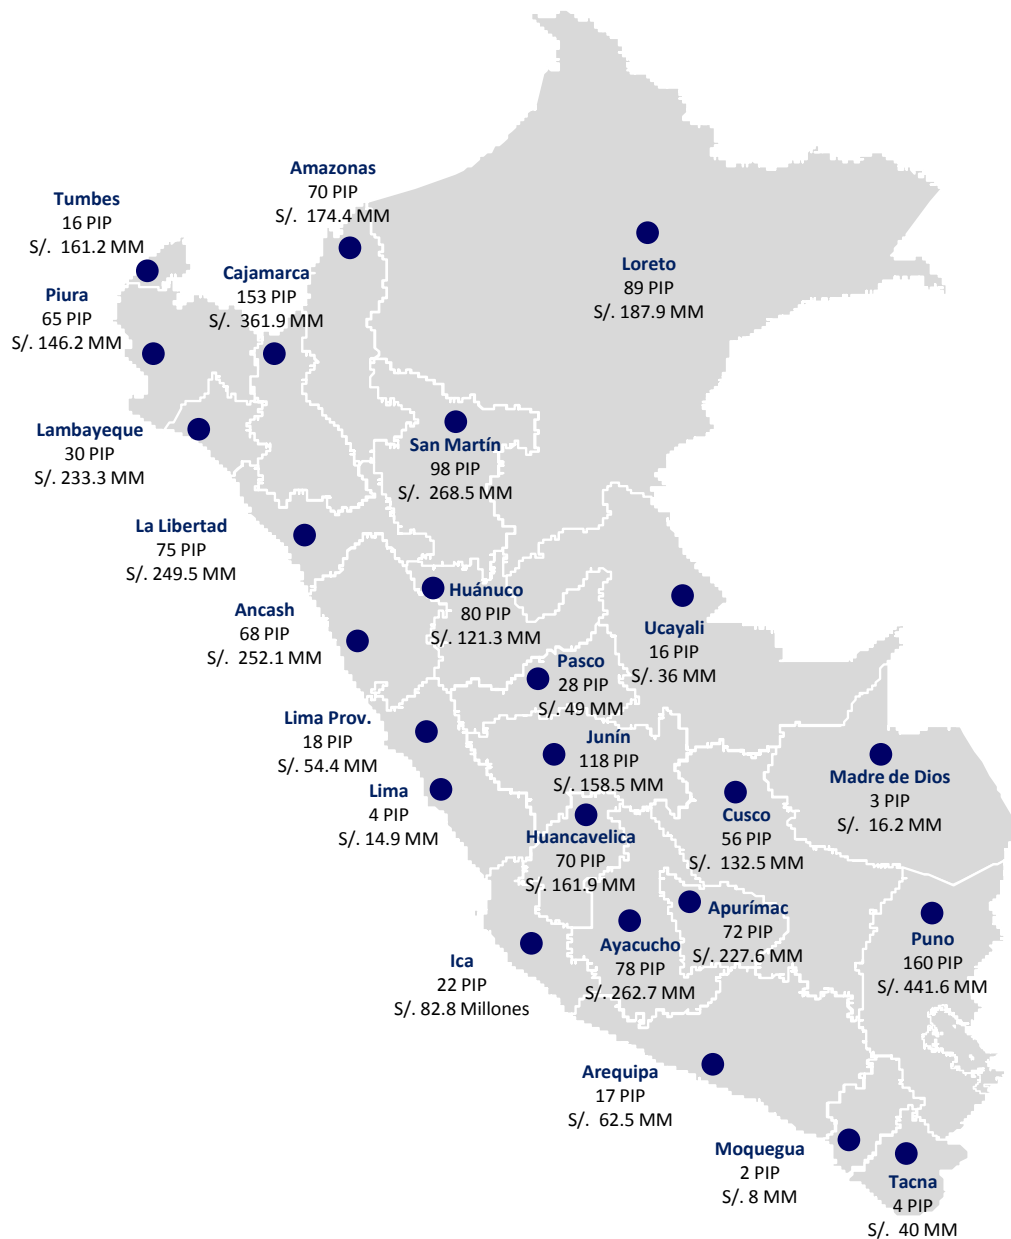 Amazonas
70 PIP
S/. 174.4 MM
Tumbes
16 PIP
S/. 161.2 MM
Loreto
89 PIP
S/. 187.9 MM
Cajamarca
153 PIP
S/. 361.9 MM
Piura
65 PIP
S/. 146.2 MM
Lambayeque
30 PIP
S/. 233.3 MM
San Martín
98 PIP
S/. 268.5 MM
La Libertad
75 PIP
S/. 249.5 MM
Huánuco
80 PIP
S/. 121.3 MM
Ancash
68 PIP
S/. 252.1 MM
Ucayali
16 PIP
S/. 36 MM
Pasco
28 PIP
S/. 49 MM
Lima Prov.
18 PIP
S/. 54.4 MM
Junín
118 PIP
S/. 158.5 MM
Madre de Dios
3 PIP
S/. 16.2 MM
Lima
4 PIP
S/. 14.9 MM
Cusco
56 PIP
S/. 132.5 MM
Huancavelica
70 PIP
S/. 161.9 MM
Apurímac
72 PIP
S/. 227.6 MM
Puno
160 PIP
S/. 441.6 MM
Ayacucho
78 PIP
S/. 262.7 MM
Ica
22 PIP
S/. 82.8 Millones
Arequipa
17 PIP
S/. 62.5 MM
Moquegua
2 PIP
S/. 8 MM
Tacna
4 PIP
S/. 40 MM